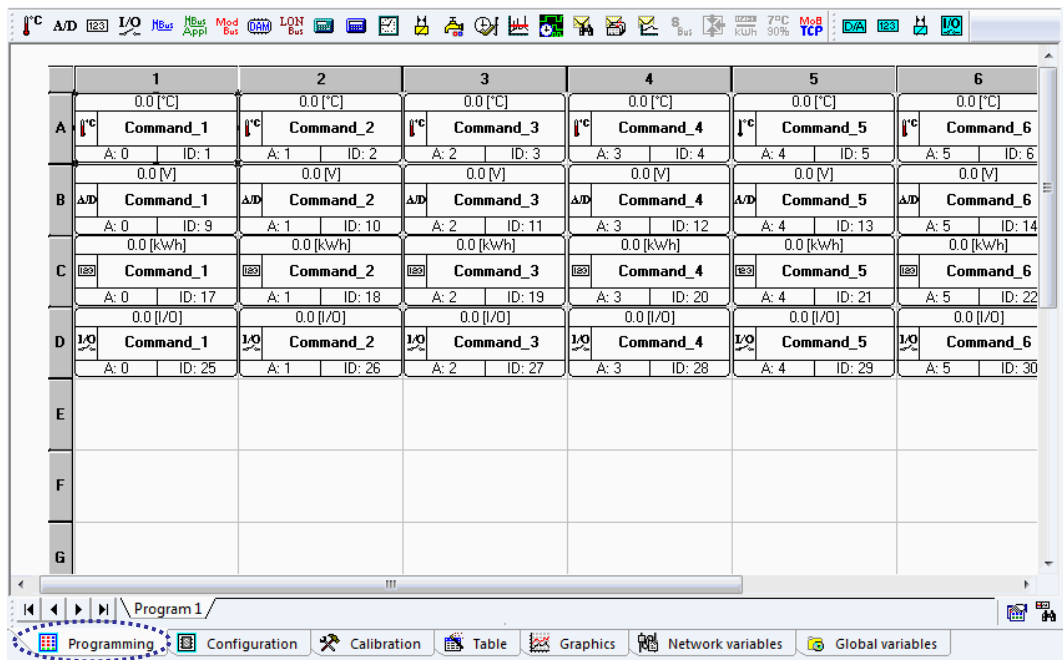 °C A/D 123 I/O MBus MBus Appl Mod Bus DAM LON Bus S Bus kWh 7°C 90% MoB TCP D/A 123 I/O
1 2 3 4 5 6
0.0 [°C] 0.0 [°C] 0.0 [°C] 0.0 [°C] 0.0 [°C] 0.0 [°C]
A °C Command_1 °C Command_2 °C Command_3 °C Command_4 °C Command_5 °C Command_6
A: 0 ID: 1 A: 1 ID: 2 A: 2 ID: 3 A: 3 ID: 4 A: 4 ID: 5 A: 5 ID: 6
0.0 [V] 0.0 [V] 0.0 [V] 0.0 [V] 0.0 [V] 0.0 [V]
B A/D Command_1 A/D Command_2 A/D Command_3 A/D Command_4 A/D Command_5 A/D Command_6
A: 0 ID: 9 A: 1 ID: 10 A: 2 ID: 11 A: 3 ID: 12 A: 4 ID: 13 A: 5 ID: 14
0.0 [kWh] 0.0 [kWh] 0.0 [kWh] 0.0 [kWh] 0.0 [kWh] 0.0 [kWh]
C 123 Command_1 123 Command_2 123 Command_3 123 Command_4 123 Command_5 123 Command_6
A: 0 ID: 17 A: 1 ID: 18 A: 2 ID: 19 A: 3 ID: 20 A: 4 ID: 21 A: 5 ID: 22
0.0 [I/O] 0.0 [I/O] 0.0 [I/O] 0.0 [I/O] 0.0 [I/O] 0.0 [I/O]
D I/O Command_1 I/O Command_2 I/O Command_3 I/O Command_4 I/O Command_5 I/O Command_6
A: 0 ID: 25 A: 1 ID: 26 A: 2 ID: 27 A: 3 ID: 28 A: 4 ID: 29 A: 5 ID: 30
E
F
G
Program 1
Programming Configuration Calibration Table Graphics Network variables Global variables